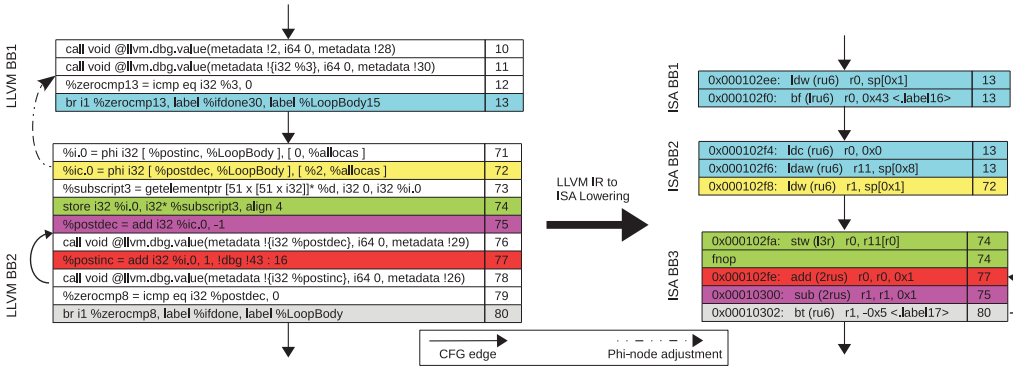 LLVM BB1
call void @llvm.dbg.value(metadata !2, i64 0, metadata !28) 10
call void @llvm.dbg.value(metadata !{i32 %3}, i64 0, metadata !30) 11
%zerocmp13 = icmp eq i32 %3, 0 12
br i1 %zerocmp13, label %ifdone30, label %LoopBody15 13
LLVM BB2
%i.0 = phi i32 [ %postinc, %LoopBody ], [ 0, %allocas ] 71
%ic.0 = phi i32 [ %postdec, %LoopBody ], [ %2, %allocas ] 72
%subscript3 = getelementptr [51 x [51 x i32]]* %d, i32 0, i32 %i.0 73
store i32 %i.0, i32* %subscript3, align 4 74
%postdec = add i32 %ic.0, -1 75
call void @llvm.dbg.value(metadata !{i32 %postdec}, i64 0, metadata !29) 76
%postinc = add i32 %i.0, 1, !dbg !43 : 16 77
call void @llvm.dbg.value(metadata !{i32 %postinc}, i64 0, metadata !26) 78
%zerocmp8 = icmp eq i32 %postdec, 0 79
br i1 %zerocmp8, label %ifdone, label %LoopBody 80
LLVM IR to
ISA Lowering
ISA BB1
0x000102ee: ldw (ru6) r0, sp[0x1] 13
0x000102f0: bf (lru6) r0, 0x43 <.label16> 13
ISA BB2
0x000102f4: ldc (ru6) r0, 0x0 13
0x000102f6: ldaw (ru6) r11, sp[0x8] 13
0x000102f8: ldw (ru6) r1, sp[0x1] 72
ISA BB3
0x000102fa: stw (l3r) r0, r11[r0] 74
fnop 74
0x000102fe: add (2rus) r0, r0, 0x1 77
0x00010300: sub (2rus) r1, r1, 0x1 75
0x00010302: bt (ru6) r1, -0x5 <.label17> 80
CFG edge
Phi-node adjustment